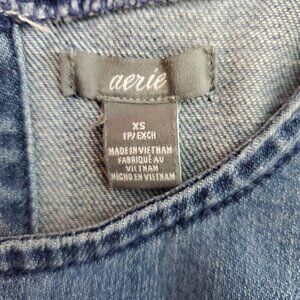 aerie
XS
TP/EXCH
MADE IN VIETNAM
FABRIQUÉ AU
VIETNAM
HECHO EN VIETNAM